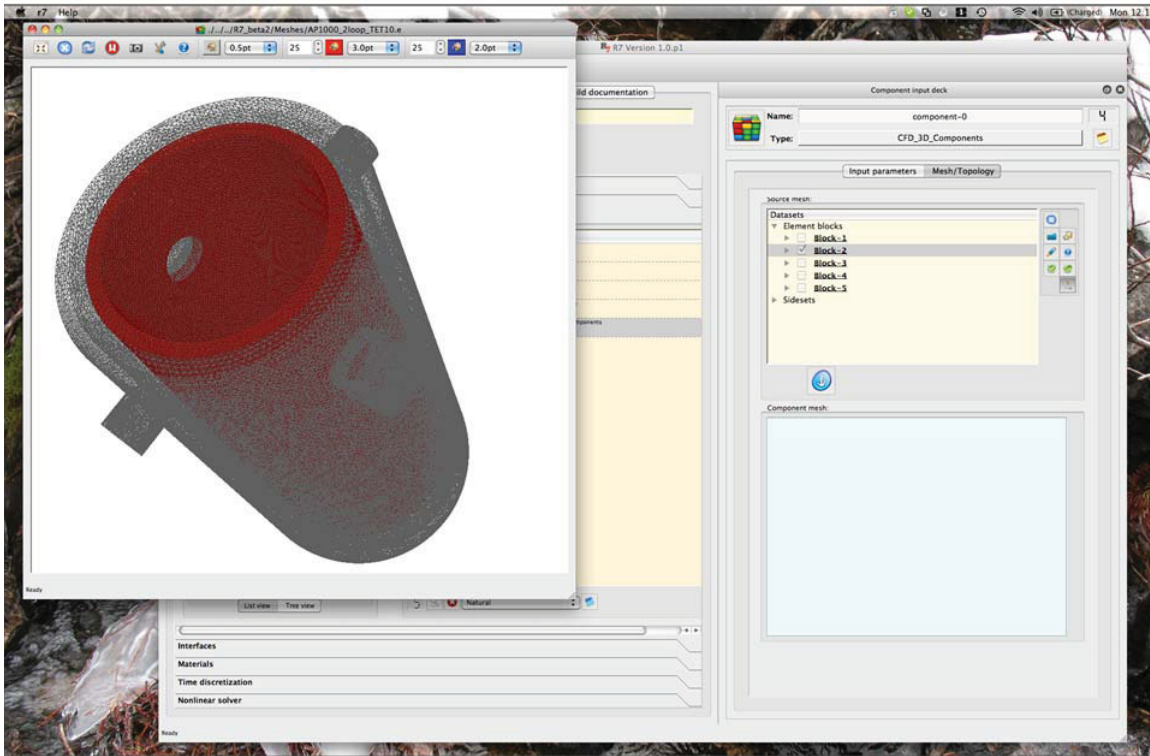 r7 Help
(Charged) Mon 12:1
././../R7_beta2/Meshes/AP1000_2loop_TET10.e
0.5pt 25 3.0pt 25 2.0pt
R7 Version 1.0.p1
ild documentation
Component input deck
Name: component-0
Type: CFD_3D_Components
Input parameters Mesh/Topology
Source mesh:
Datasets
Element blocks
Block-1
Block-2
Block-3
Block-4
Block-5
Sidesets
mponents
Component mesh:
Ready
List view Tree view
Natural
Interfaces
Materials
Time discretization
Nonlinear solver
Ready